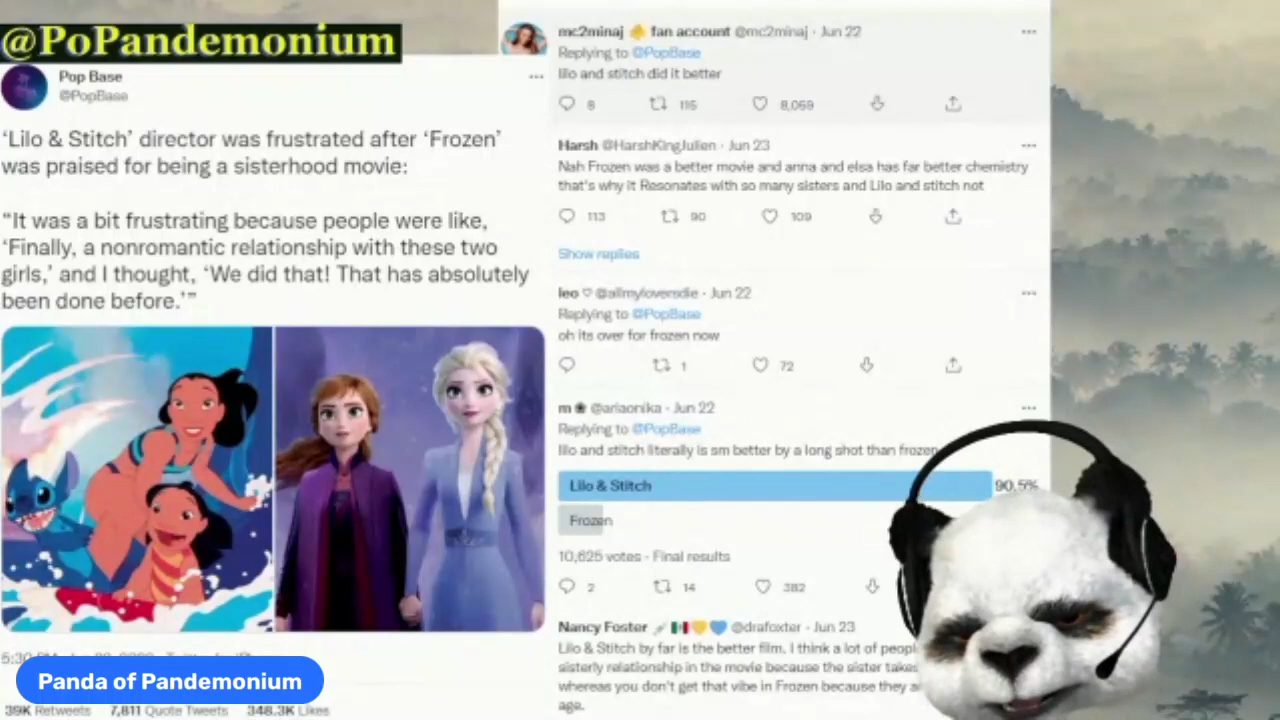 @PoPandemonium
Pop Base
@PopBase
‘Lilo & Stitch’ director was frustrated after ‘Frozen’
was praised for being a sisterhood movie:
“It was a bit frustrating because people were like,
‘Finally, a nonromantic relationship with these two
girls,’ and I thought, ‘We did that! That has absolutely
been done before.’”
Panda of Pandemonium
39K Retweets 7,811 Quote Tweets 348.3K Likes
mc2minaj fan account @mc2minaj · Jun 22
Replying to @PopBase
lilo and stitch did it better
6 115 8,059
Harsh @HarshKingJulien · Jun 23
Nah Frozen was a better movie and anna and elsa has far better chemistry
that's why it Resonates with so many sisters and Lilo and stitch not
113 90 109
Show replies
leo ♡ @allmyloversdie · Jun 22
Replying to @PopBase
oh its over for frozen now
1 72
m ❀ @ariaonika · Jun 22
Replying to @PopBase
lilo and stitch literally is sm better by a long shot than frozen
Lilo & Stitch 90.5%
Frozen
10,625 votes · Final results
2 14 382
Nancy Foster @drafoxter · Jun 23
Lilo & Stitch by far is the better film. I think a lot of
sisterly relationship in the movie because the sister takes
whereas you don't get that vibe in Frozen because they
age.